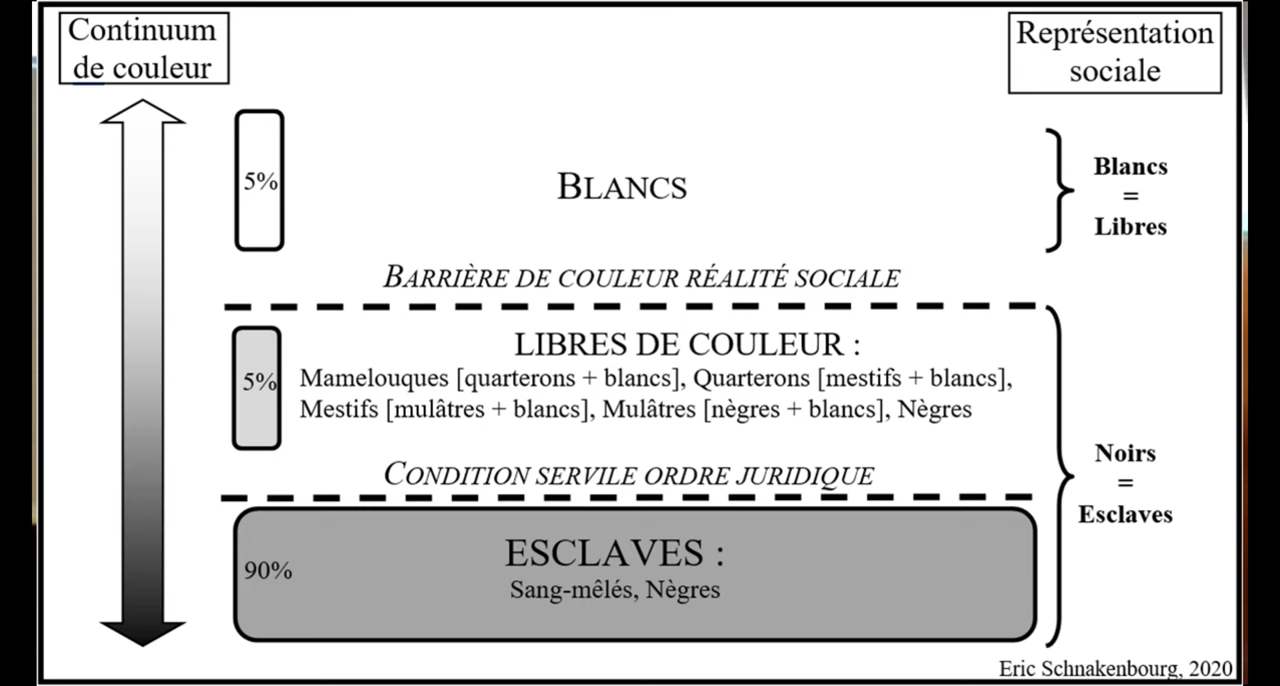 Continuum
de couleur
Représentation
sociale
5%
BLANCS
Blancs
=
Libres
BARRIÈRE DE COULEUR RÉALITÉ SOCIALE
5%
LIBRES DE COULEUR :
Mamelouques [quarterons + blancs], Quarterons [mestifs + blancs],
Mestifs [mulâtres + blancs], Mulâtres [nègres + blancs], Nègres
CONDITION SERVILE ORDRE JURIDIQUE
Noirs
=
Esclaves
90%
ESCLAVES :
Sang-mêlés, Nègres
Eric Schnakenbourg, 2020